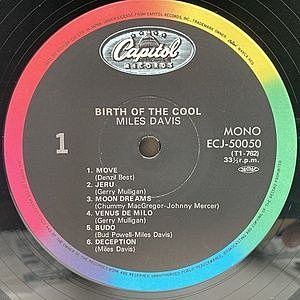 Capitol
RECORDS
BIRTH OF THE COOL
MILES DAVIS
1
MONO
ECJ-50050
(T1-762)
33⅓ r.p.m.
1. MOVE
(Denzil Best)
2. JERU
(Gerry Mulligan)
3. MOON DREAMS
(Chummy MacGregor-Johnny Mercer)
4. VENUS DE MILO
(Gerry Mulligan)
5. BUDO
(Bud Powell-Miles Davis)
6. DECEPTION
(Miles Davis)